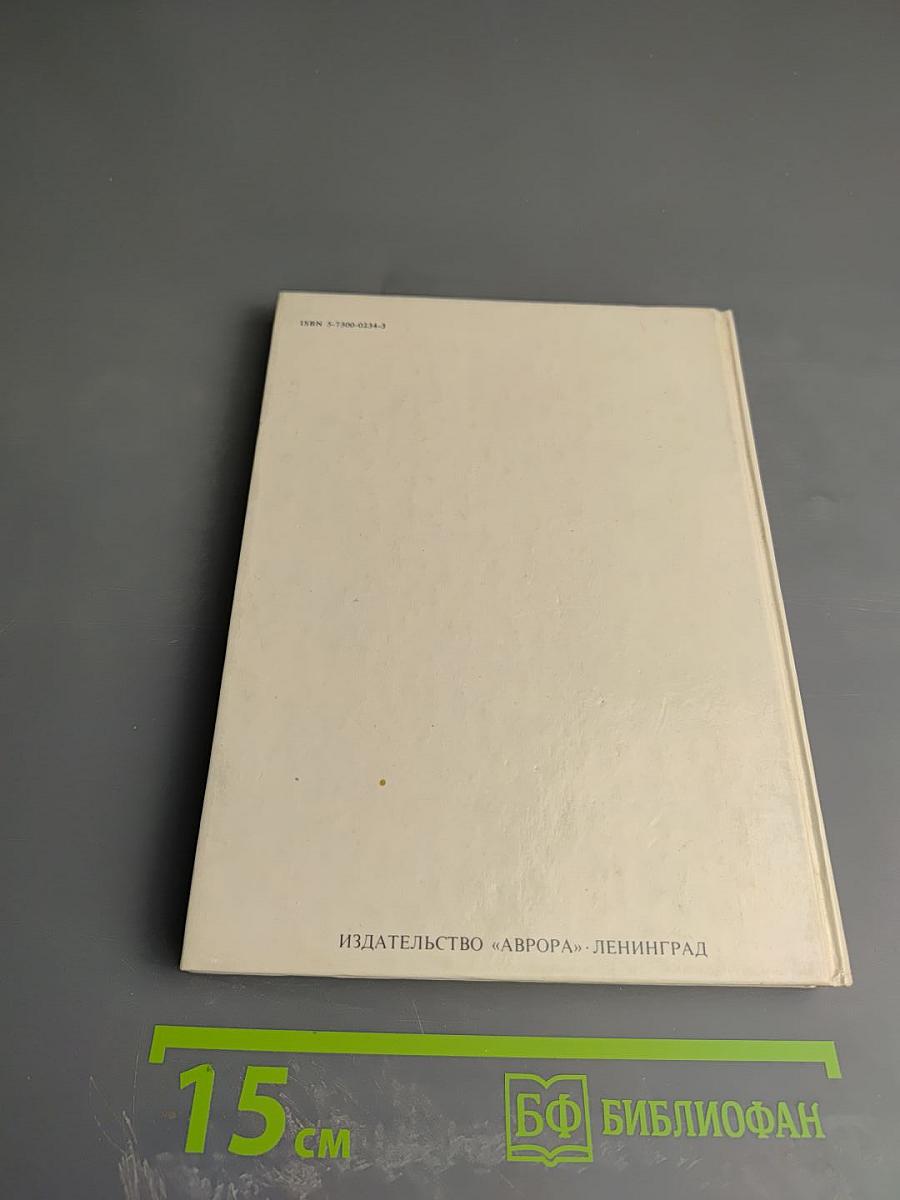 ISBN 5-7300-0234-3
ИЗДАТЕЛЬСТВО «АВРОРА» · ЛЕНИНГРАД
15 см
БФ БИБЛИОФАН